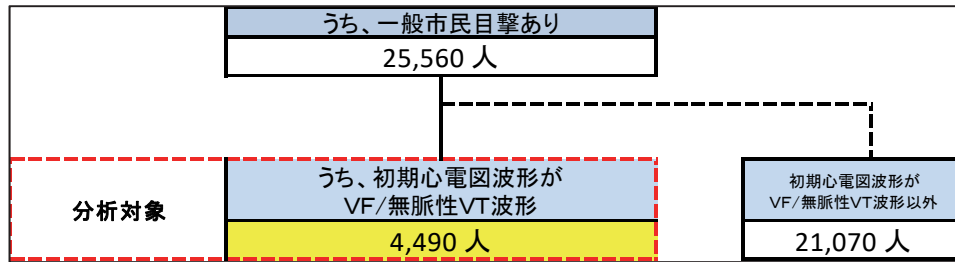 うち、一般市民目撃あり
25,560 人
分析対象
うち、初期心電図波形が
VF/無脈性VT波形
4,490 人
初期心電図波形が
VF/無脈性VT波形以外
21,070 人